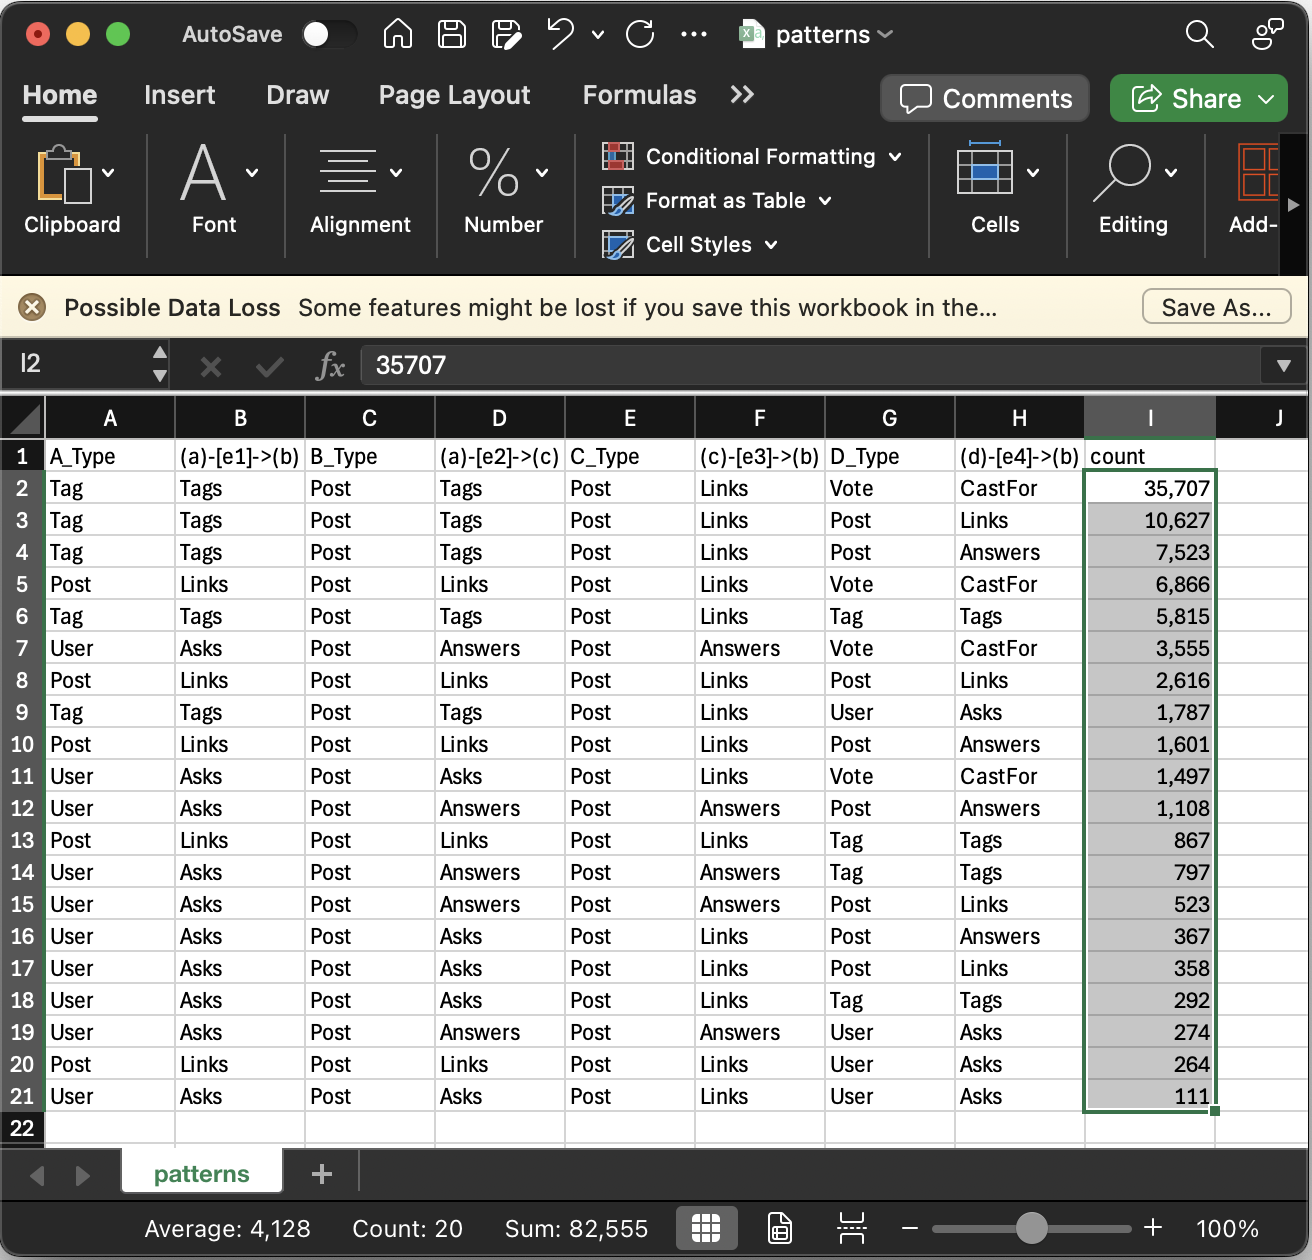 AutoSave patterns
Home Insert Draw Page Layout Formulas Comments Share
Clipboard Font Alignment Number Conditional Formatting Format as Table Cell Styles Cells Editing Add-
Possible Data Loss Some features might be lost if you save this workbook in the... Save As...
I2 fx 35707
A B C D E F G H I J
1 A_Type (a)-[e1]->(b) B_Type (a)-[e2]->(c) C_Type (c)-[e3]->(b) D_Type (d)-[e4]->(b) count
2 Tag Tags Post Tags Post Links Vote CastFor 35,707
3 Tag Tags Post Tags Post Links Post Links 10,627
4 Tag Tags Post Tags Post Links Post Answers 7,523
5 Post Links Post Links Post Links Vote CastFor 6,866
6 Tag Tags Post Tags Post Links Tag Tags 5,815
7 User Asks Post Answers Post Answers Vote CastFor 3,555
8 Post Links Post Links Post Links Post Links 2,616
9 Tag Tags Post Tags Post Links User Asks 1,787
10 Post Links Post Links Post Links Post Answers 1,601
11 User Asks Post Asks Post Links Vote CastFor 1,497
12 User Asks Post Answers Post Answers Post Answers 1,108
13 Post Links Post Links Post Links Tag Tags 867
14 User Asks Post Answers Post Answers Tag Tags 797
15 User Asks Post Answers Post Answers Post Links 523
16 User Asks Post Asks Post Links Post Answers 367
17 User Asks Post Asks Post Links Post Links 358
18 User Asks Post Asks Post Links Tag Tags 292
19 User Asks Post Answers Post Answers User Asks 274
20 Post Links Post Links Post Links User Asks 264
21 User Asks Post Asks Post Links User Asks 111
22
patterns
Average: 4,128 Count: 20 Sum: 82,555 100%